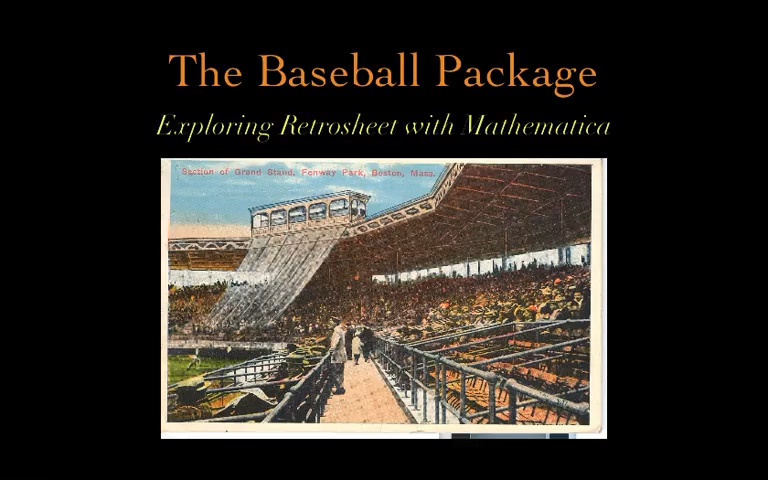 The Baseball Package
Exploring Retrosheet with Mathematica
Section of Grand Stand. Fenway Park, Boston, Mass.